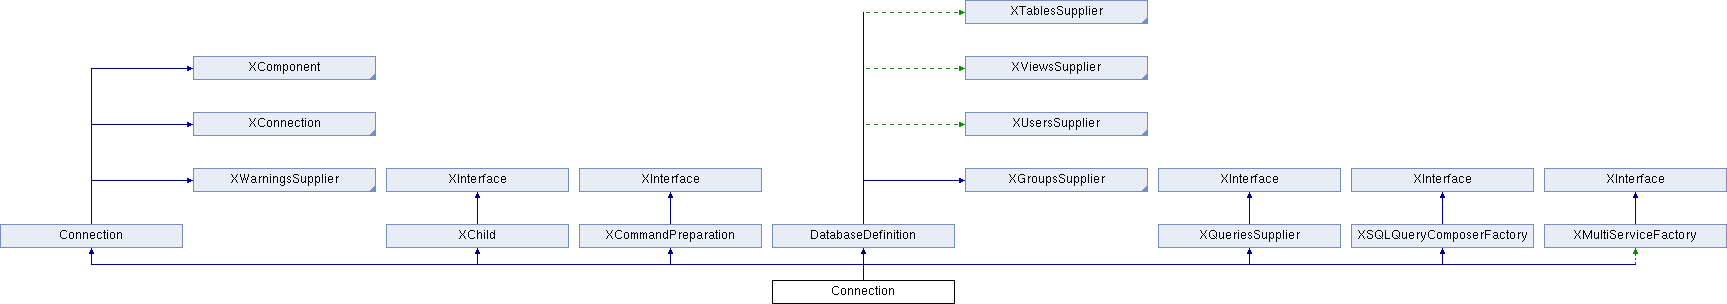 XTablesSupplier
XComponent
XViewsSupplier
XConnection
XUsersSupplier
XWarningsSupplier
XInterface
XInterface
XGroupsSupplier
XInterface
XInterface
XInterface
Connection
XChild
XCommandPreparation
DatabaseDefinition
XQueriesSupplier
XSQLQueryComposerFactory
XMultiServiceFactory
Connection